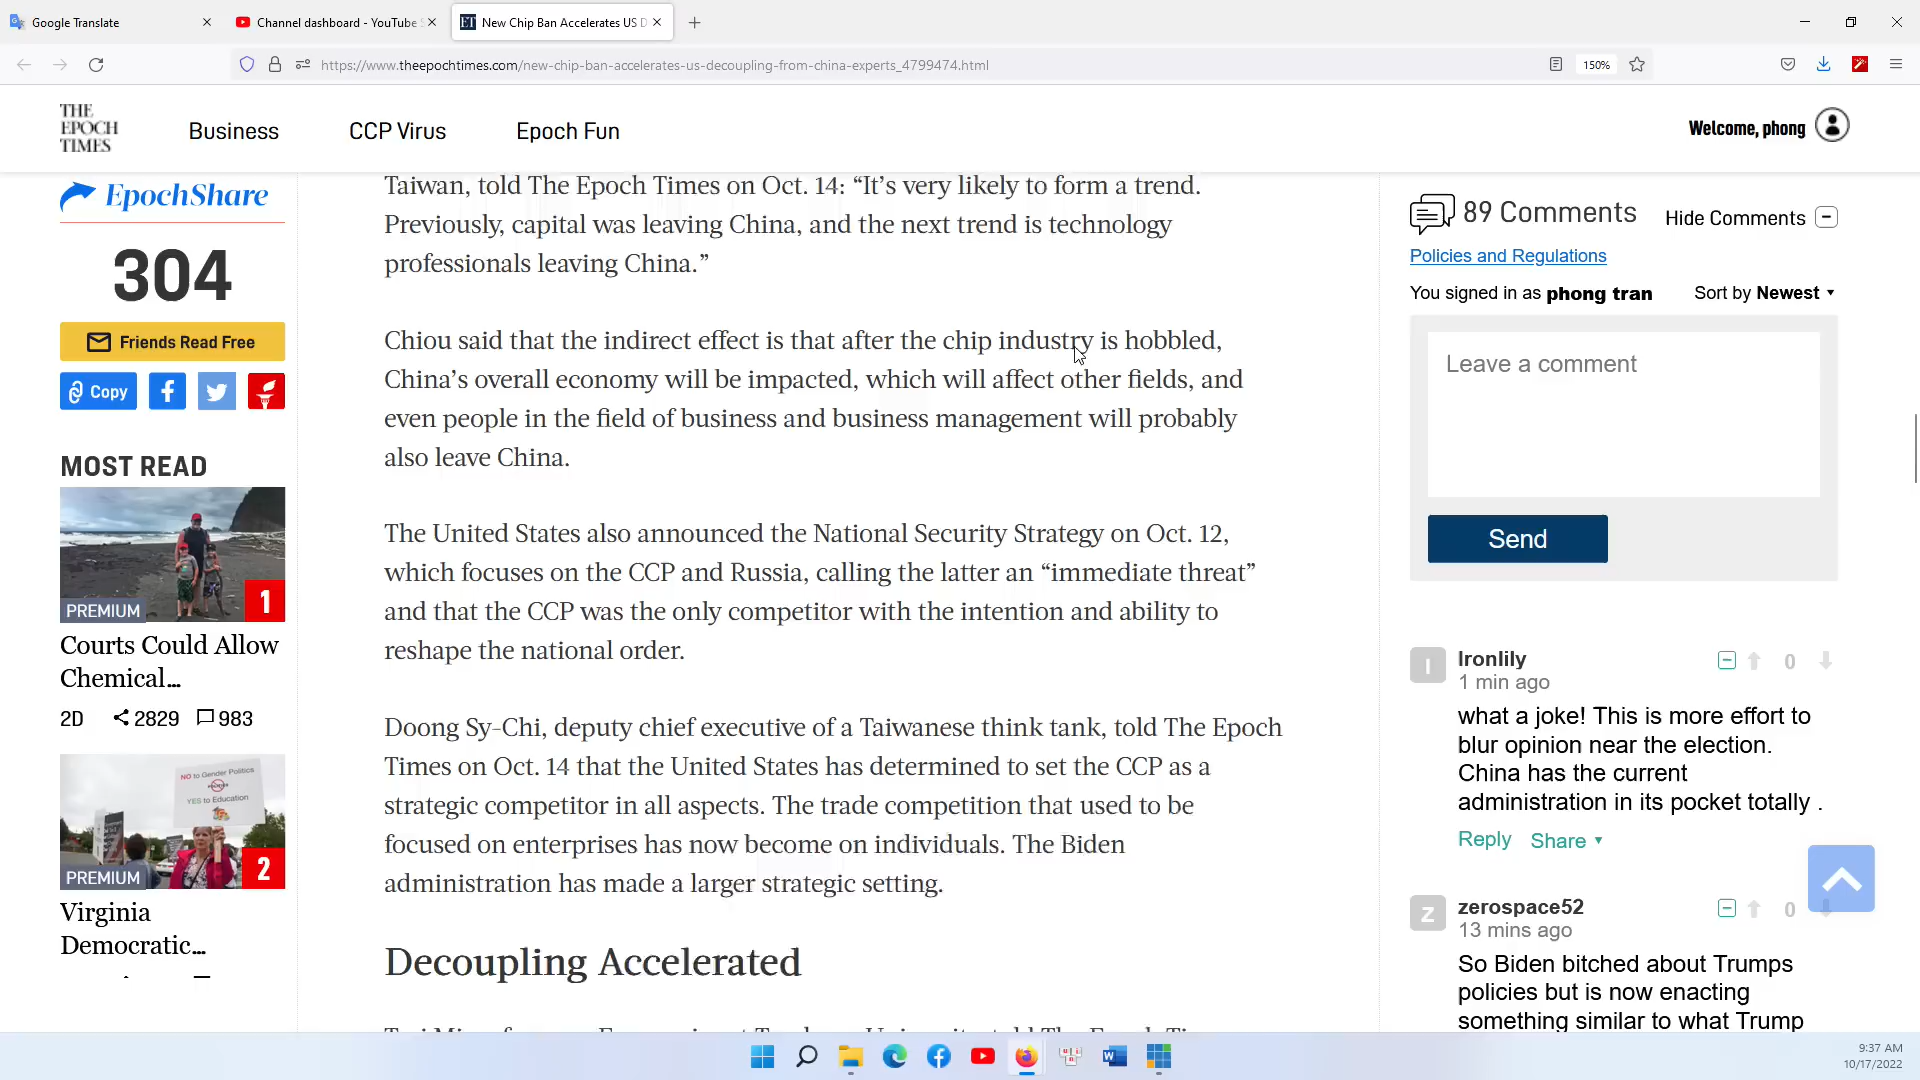 Google Translate
Channel dashboard - YouTube S
ET New Chip Ban Accelerates US D
https://www.theepochtimes.com/new-chip-ban-accelerates-us-decoupling-from-china-experts_4799474.html
150%
THE
EPOCH
TIMES
Business
CCP Virus
Epoch Fun
Welcome, phong
EpochShare
304
Friends Read Free
Copy
MOST READ
PREMIUM
1
Courts Could Allow
Chemical...
2D 2829 983
NO to Gender Politics
YES to Education
PREMIUM
2
Virginia
Democratic...
Taiwan, told The Epoch Times on Oct. 14: “It’s very likely to form a trend.
Previously, capital was leaving China, and the next trend is technology
professionals leaving China.”
Chiou said that the indirect effect is that after the chip industry is hobbled,
China’s overall economy will be impacted, which will affect other fields, and
even people in the field of business and business management will probably
also leave China.
The United States also announced the National Security Strategy on Oct. 12,
which focuses on the CCP and Russia, calling the latter an “immediate threat”
and that the CCP was the only competitor with the intention and ability to
reshape the national order.
Doong Sy-Chi, deputy chief executive of a Taiwanese think tank, told The Epoch
Times on Oct. 14 that the United States has determined to set the CCP as a
strategic competitor in all aspects. The trade competition that used to be
focused on enterprises has now become on individuals. The Biden
administration has made a larger strategic setting.
Decoupling Accelerated
89 Comments
Hide Comments
Policies and Regulations
You signed in as phong tran
Sort by Newest
Leave a comment
Send
I
Ironlily
0
1 min ago
what a joke! This is more effort to
blur opinion near the election.
China has the current
administration in its pocket totally .
Reply Share
Z
zerospace52
0
13 mins ago
So Biden bitched about Trumps
policies but is now enacting
something similar to what Trump
9:37 AM
10/17/2022